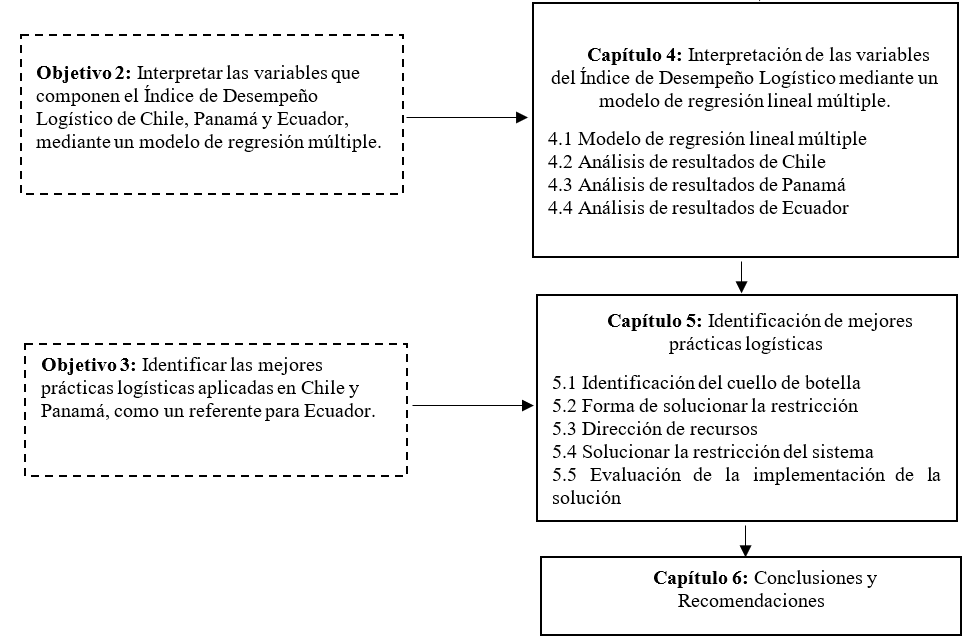 Objetivo 2: Interpretar las variables que
componen el Índice de Desempeño
Logístico de Chile, Panamá y Ecuador,
mediante un modelo de regresión múltiple.
Capítulo 4: Interpretación de las variables
del Índice de Desempeño Logístico mediante un
modelo de regresión lineal múltiple.
4.1 Modelo de regresión lineal múltiple
4.2 Análisis de resultados de Chile
4.3 Análisis de resultados de Panamá
4.4 Análisis de resultados de Ecuador
Objetivo 3: Identificar las mejores
prácticas logísticas aplicadas en Chile y
Panamá, como un referente para Ecuador.
Capítulo 5: Identificación de mejores
prácticas logísticas
5.1 Identificación del cuello de botella
5.2 Forma de solucionar la restricción
5.3 Dirección de recursos
5.4 Solucionar la restricción del sistema
5.5 Evaluación de la implementación de la
solución
Capítulo 6: Conclusiones y
Recomendaciones